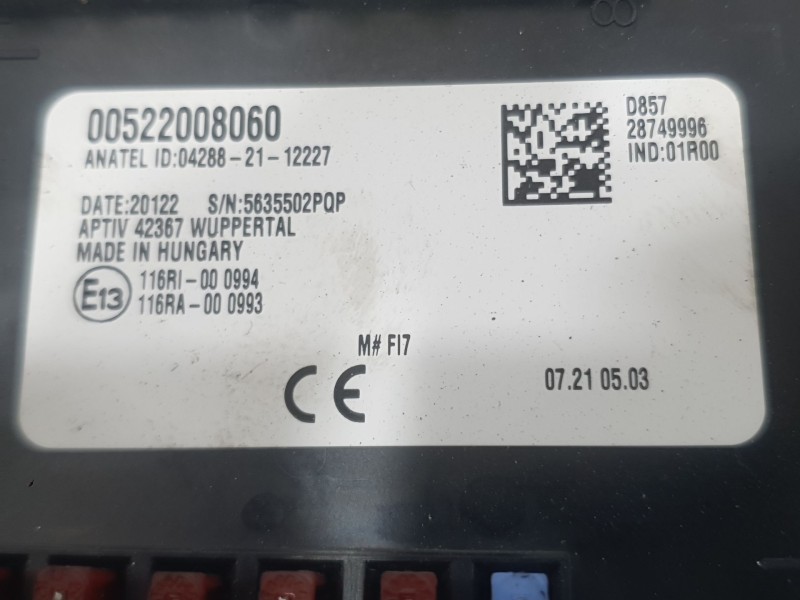 00522008060
ANATEL ID:04288-21-12227
DATE:20122 S/N:5635502PQP
APTIV 42367 WUPPERTAL
MADE IN HUNGARY
E13
116RI-00 0994
116RA-00 0993
D857
28749996
IND:01R00
M# FI7
CE
07.21 05.03
8